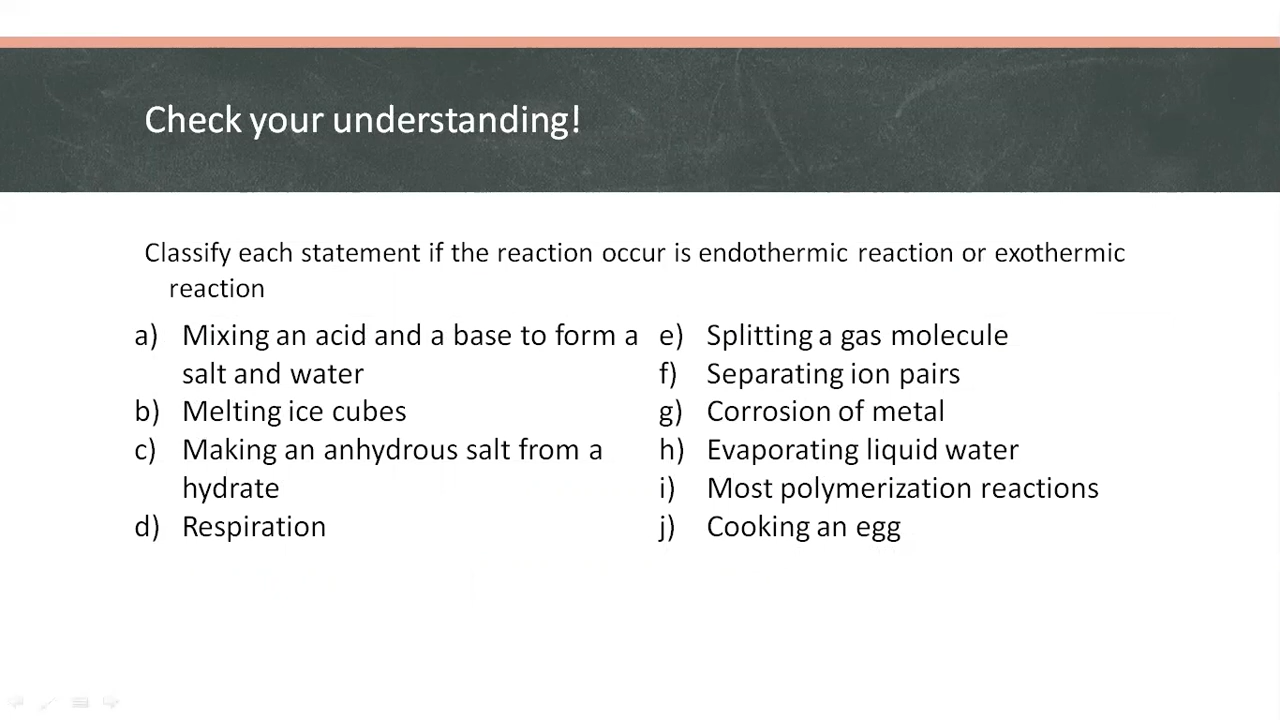 Check your understanding!
Classify each statement if the reaction occur is endothermic reaction or exothermic
reaction
a) Mixing an acid and a base to form a
salt and water
b) Melting ice cubes
c) Making an anhydrous salt from a
hydrate
d) Respiration
e) Splitting a gas molecule
f) Separating ion pairs
g) Corrosion of metal
h) Evaporating liquid water
i) Most polymerization reactions
j) Cooking an egg